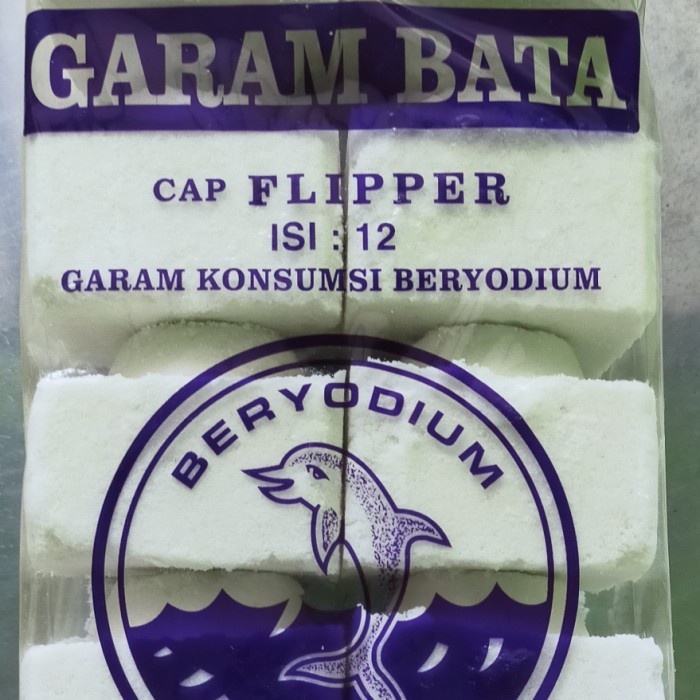 GARAM BATA
CAP FLIPPER
ISI : 12
GARAM KONSUMSI BERYODIUM
BERYODIUM